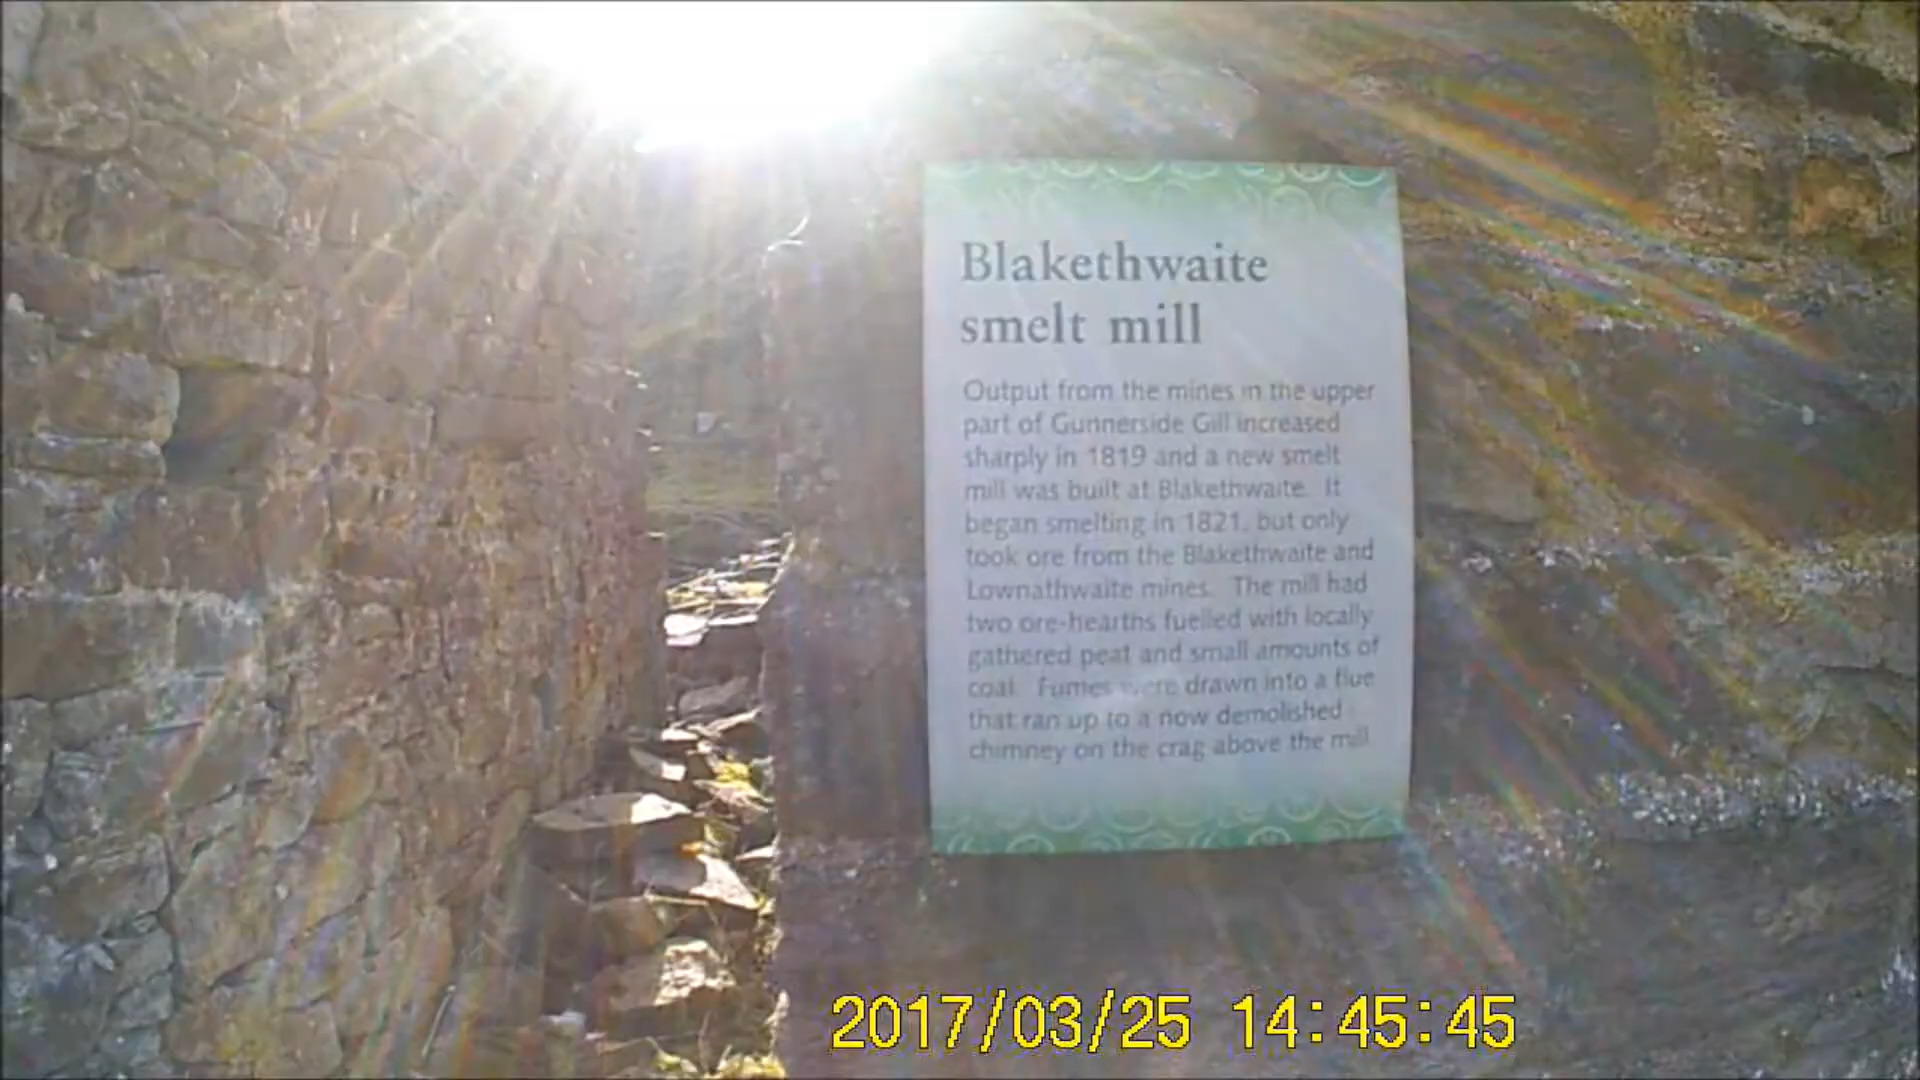 Blakethwaite
smelt mill
Output from the mines in the upper
part of Gunnerside Gill increased
sharply in 1819 and a new smelt
mill was built at Blakethwaite. It
began smelting in 1821, but only
took ore from the Blakethwaite and
Lownathwaite mines. The mill had
two ore-hearths fuelled with locally
gathered peat and small amounts of
coal. Fumes were drawn into a flue
that ran up to a now demolished
chimney on the crag above the mill.
2017/03/25 14:45:45